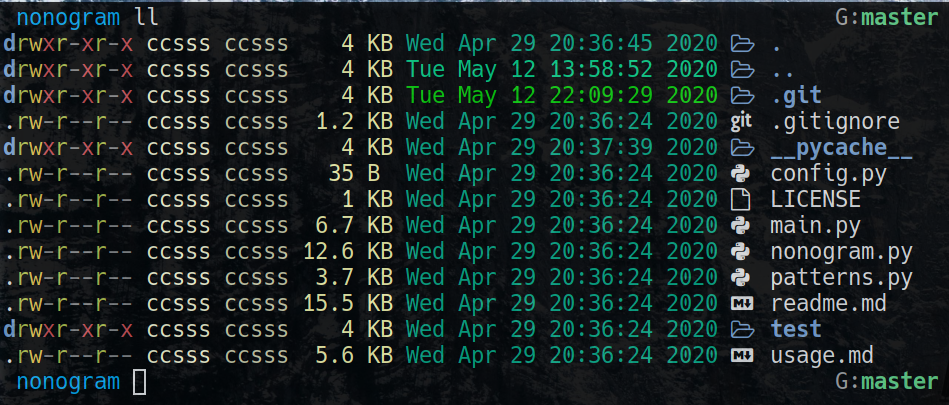 nonogram ll G:master
drwxr-xr-x ccsss ccsss 4 KB Wed Apr 29 20:36:45 2020 .
drwxr-xr-x ccsss ccsss 4 KB Tue May 12 13:58:52 2020 ..
drwxr-xr-x ccsss ccsss 4 KB Tue May 12 22:09:29 2020 .git
.rw-r--r-- ccsss ccsss 1.2 KB Wed Apr 29 20:36:24 2020 git .gitignore
drwxr-xr-x ccsss ccsss 4 KB Wed Apr 29 20:37:39 2020 __pycache__
.rw-r--r-- ccsss ccsss 35 B Wed Apr 29 20:36:24 2020 config.py
.rw-r--r-- ccsss ccsss 1 KB Wed Apr 29 20:36:24 2020 LICENSE
.rw-r--r-- ccsss ccsss 6.7 KB Wed Apr 29 20:36:24 2020 main.py
.rw-r--r-- ccsss ccsss 12.6 KB Wed Apr 29 20:36:24 2020 nonogram.py
.rw-r--r-- ccsss ccsss 3.7 KB Wed Apr 29 20:36:24 2020 patterns.py
.rw-r--r-- ccsss ccsss 15.5 KB Wed Apr 29 20:36:24 2020 readme.md
drwxr-xr-x ccsss ccsss 4 KB Wed Apr 29 20:36:24 2020 test
.rw-r--r-- ccsss ccsss 5.6 KB Wed Apr 29 20:36:24 2020 usage.md
nonogram G:master